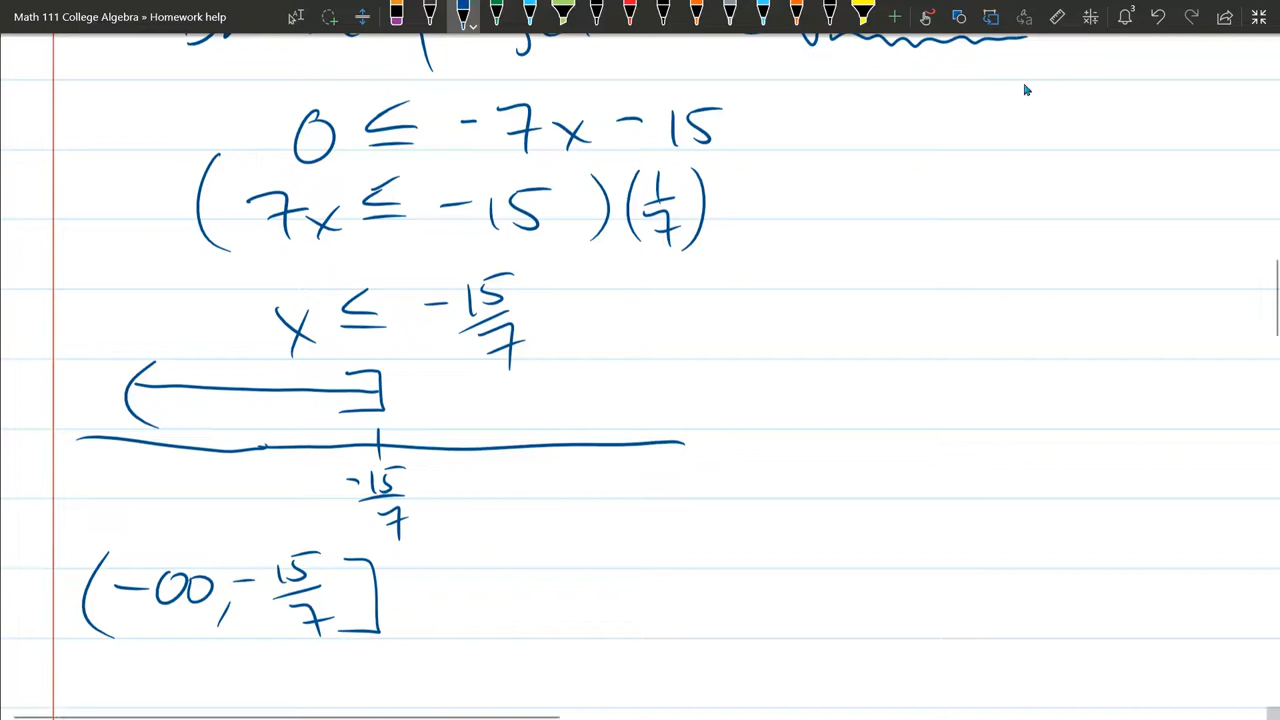 Math 111 College Algebra » Homework help
0 ≤ -7x - 15
( 7x ≤ -15 ) (1/7)
x ≤ -15/7
-15/7
(-∞, -15/7]